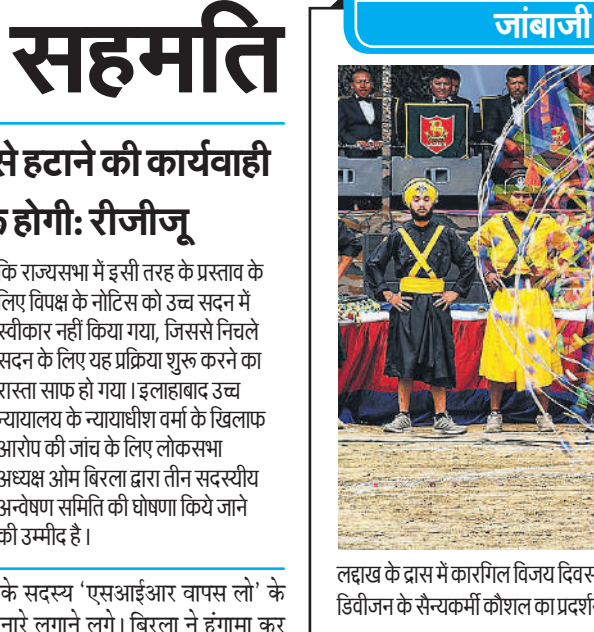 सहमति
से हटाने की कार्यवाही
होगी: रीजीजू
कि राज्यसभा में इसी तरह के प्रस्ताव के
लिए विपक्ष के नोटिस को उच्च सदन में
स्वीकार नहीं किया गया, जिससे निचले
सदन के लिए यह प्रक्रिया शुरू करने का
रास्ता साफ हो गया। इलाहाबाद उच्च
न्यायालय के न्यायाधीश वर्मा के खिलाफ
आरोप की जांच के लिए लोकसभा
अध्यक्ष ओम बिरला द्वारा तीन सदस्यीय
अन्वेषण समिति की घोषणा किये जाने
की उम्मीद है।
के सदस्य ‘एसआईआर वापस लो’ के
नारे लगाने लगे। बिरला ने हंगामा कर
जांबाजी
लद्दाख के द्रास में कारगिल विजय दिवस
डिवीजन के सैन्यकर्मी कौशल का प्रदर्शन